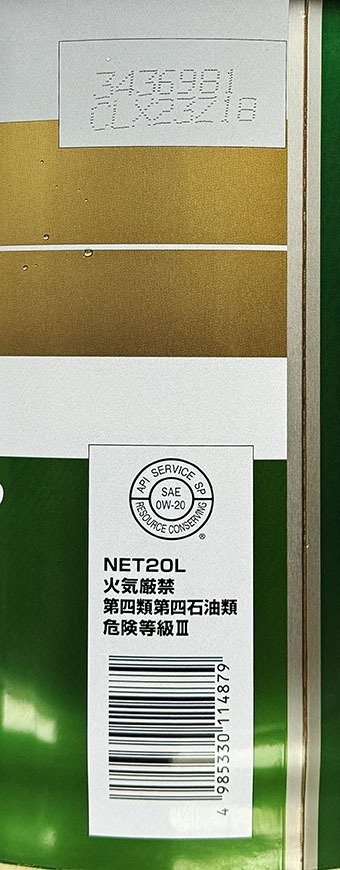 3436981
CLX23Z18
API SERVICE SP
SAE
0W-20
RESOURCE CONSERVING
®
NET20L
火気厳禁
第四類第四石油類
危険等級Ⅲ
4 985330 114879